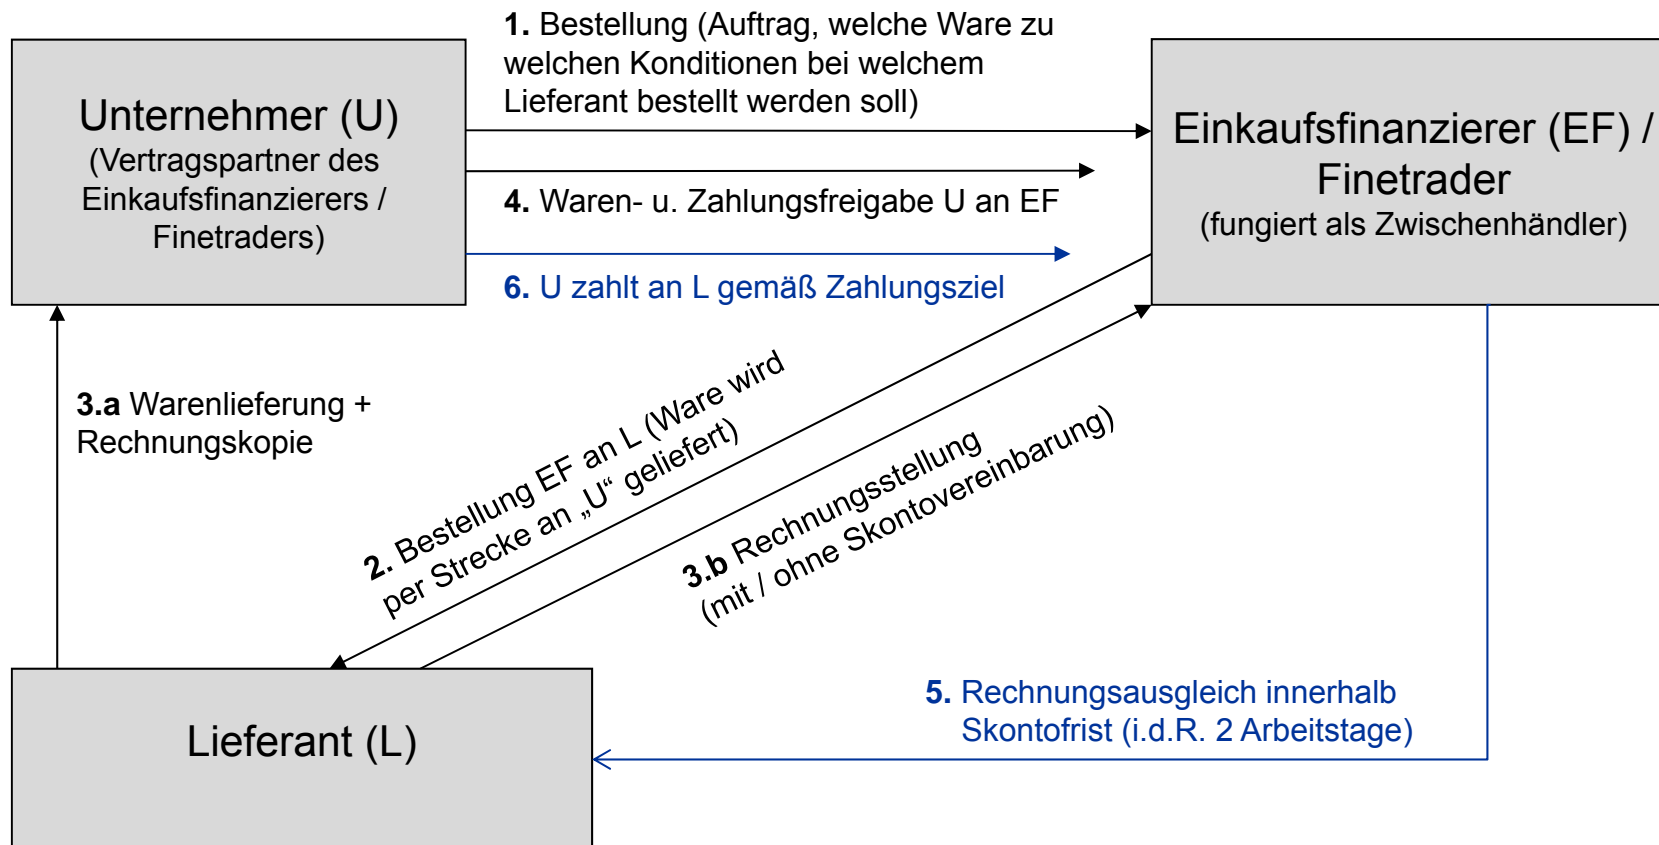 1. Bestellung (Auftrag, welche Ware zu
welchen Konditionen bei welchem
Lieferant bestellt werden soll)
Unternehmer (U)
(Vertragspartner des
Einkaufsfinanzierers /
Finetraders)
Einkaufsfinanzierer (EF) /
Finetrader
(fungiert als Zwischenhändler)
4. Waren- u. Zahlungsfreigabe U an EF
6. U zahlt an L gemäß Zahlungsziel
3.a Warenlieferung +
Rechnungskopie
2. Bestellung EF an L (Ware wird
per Strecke an „U“ geliefert)
3.b Rechnungsstellung
(mit / ohne Skontovereinbarung)
5. Rechnungsausgleich innerhalb
Skontofrist (i.d.R. 2 Arbeitstage)
Lieferant (L)